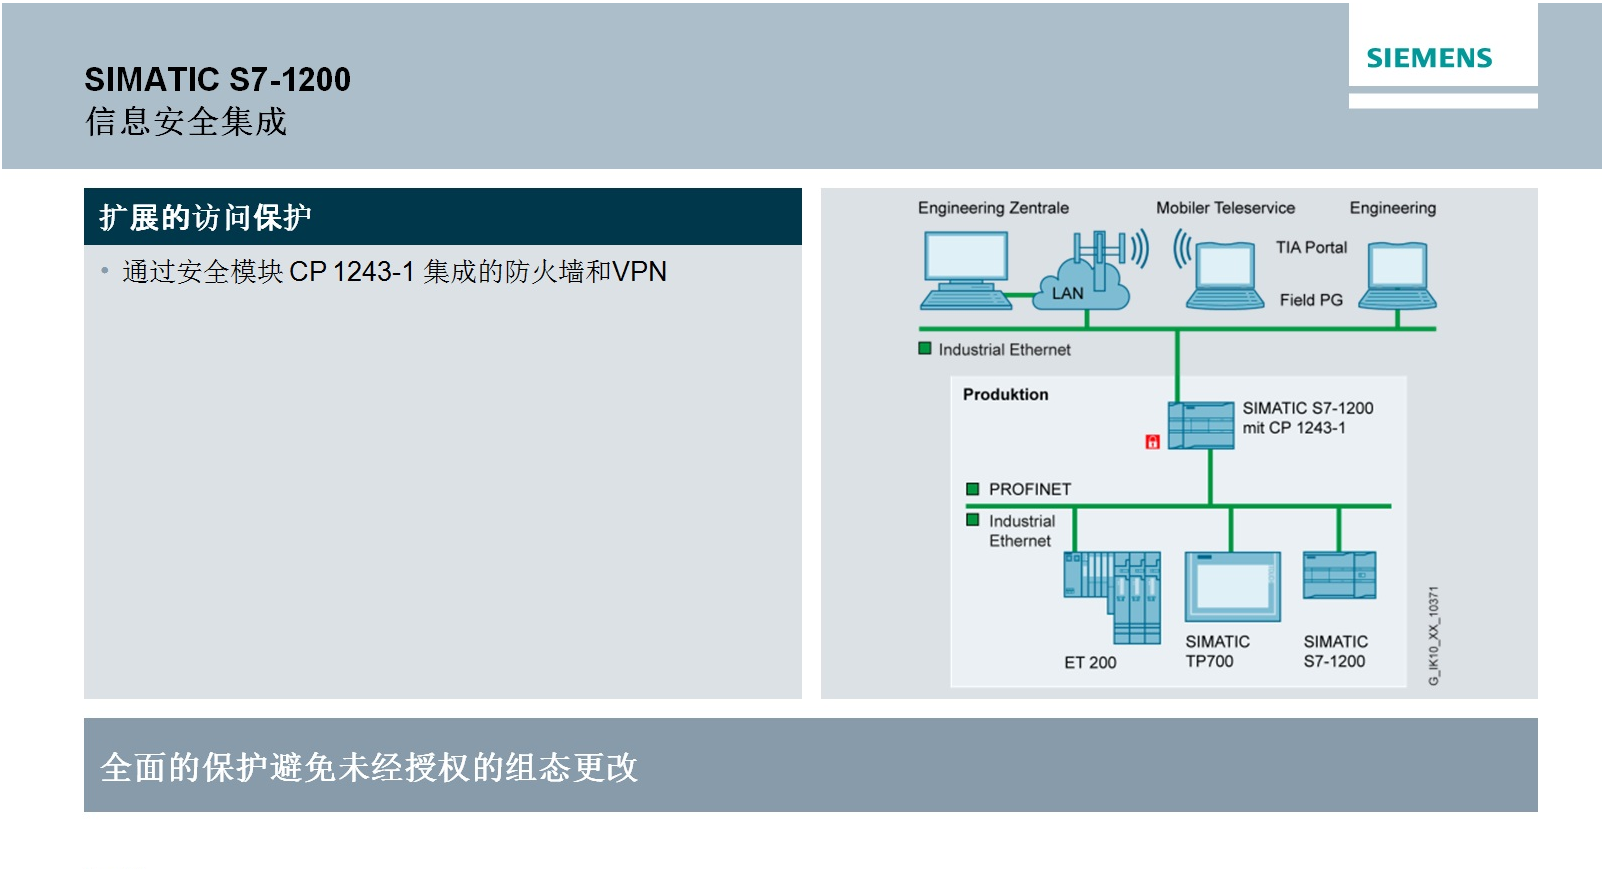 SIMATIC S7-1200
信息安全集成
SIEMENS
扩展的访问保护
• 通过安全模块 CP 1243-1 集成的防火墙和VPN
Engineering Zentrale
Mobiler Teleservice
Engineering
TIA Portal
LAN
Field PG
Industrial Ethernet
Produktion
SIMATIC S7-1200
mit CP 1243-1
PROFINET
Industrial
Ethernet
ET 200
SIMATIC
TP700
SIMATIC
S7-1200
G_IK10_XX_10371
全面的保护避免未经授权的组态更改